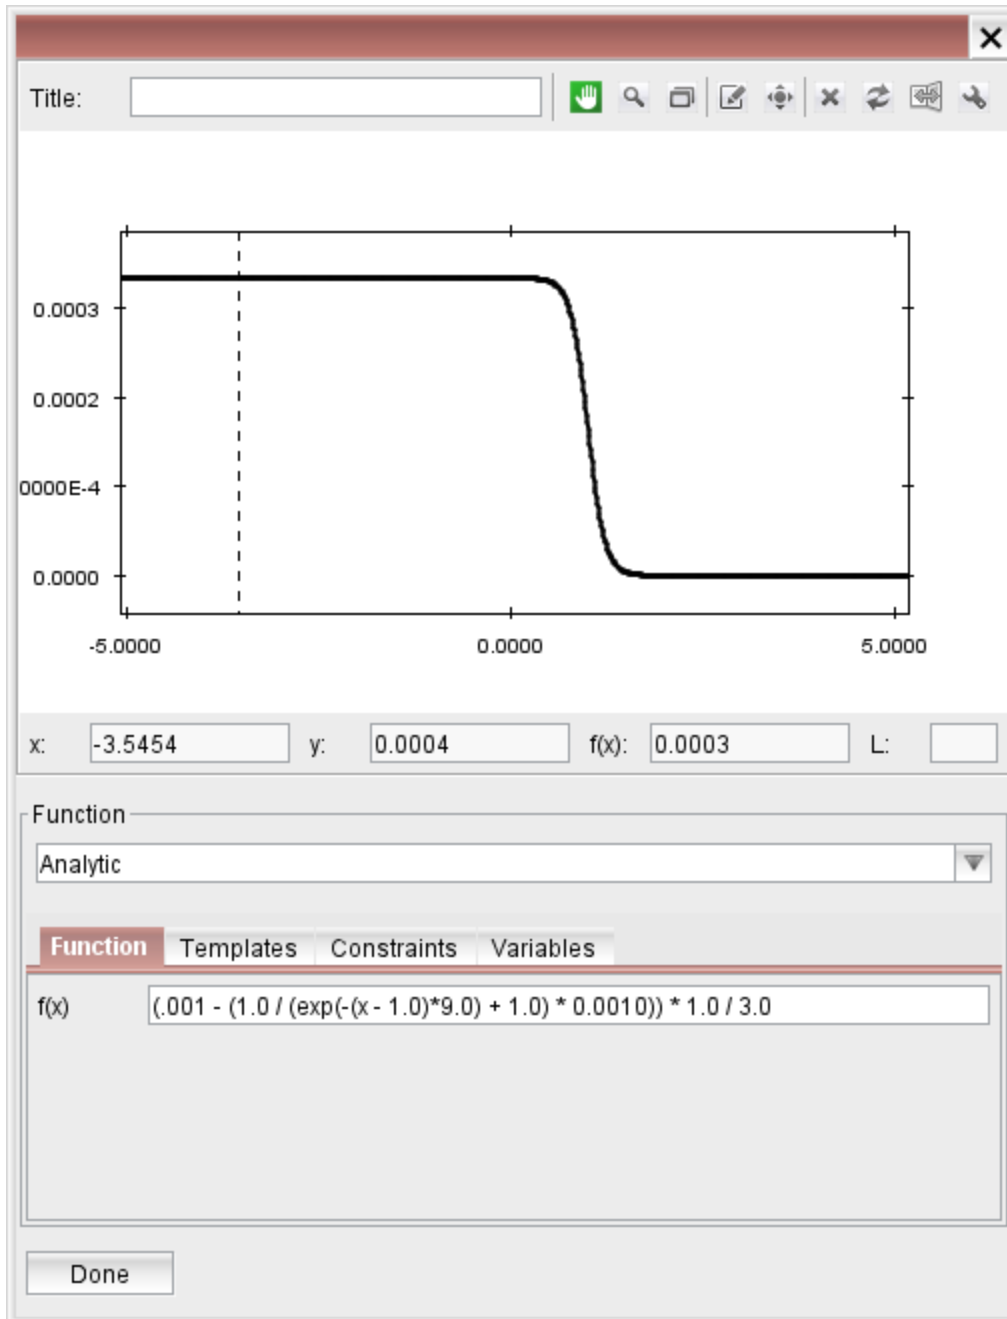 Title:
0.0003
0.0002
0000E-4
0.0000
-5.0000 0.0000 5.0000
x: -3.5454 y: 0.0004 f(x): 0.0003 L:
Function
Analytic
Function Templates Constraints Variables
f(x) (.001 - (1.0 / (exp(-(x - 1.0)*9.0) + 1.0) * 0.0010)) * 1.0 / 3.0
Done